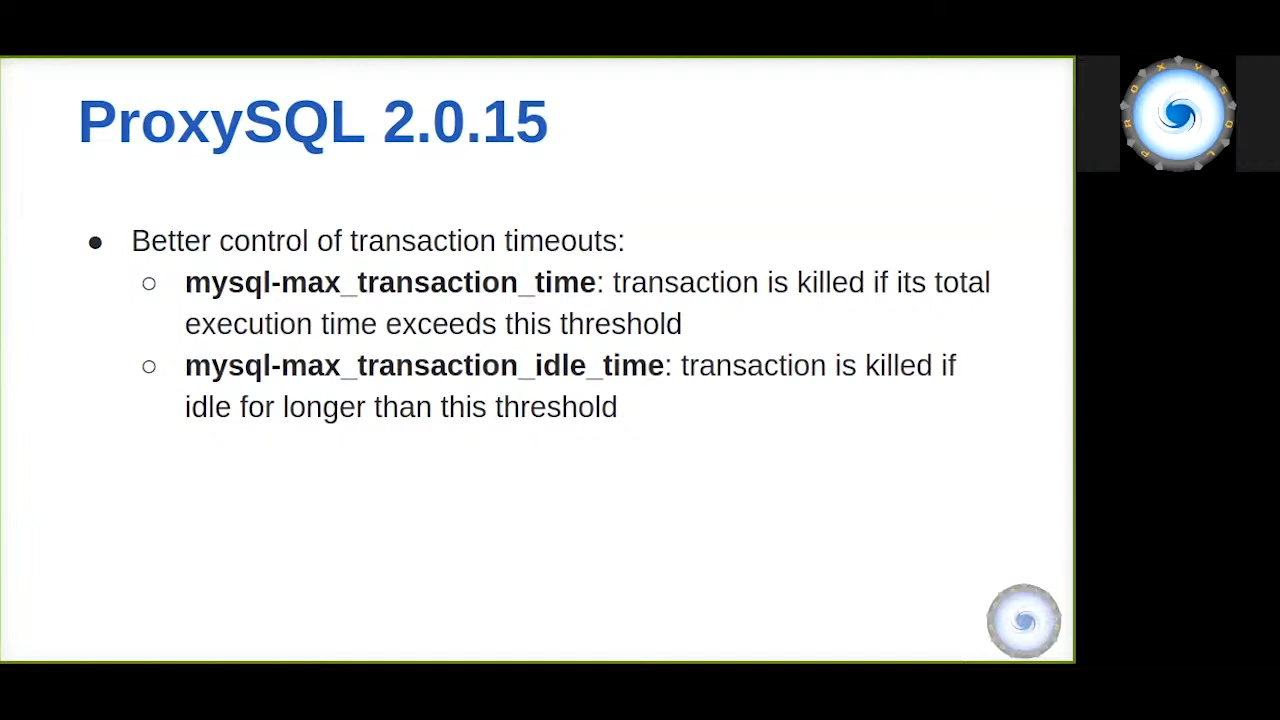 ProxySQL 2.0.15
● Better control of transaction timeouts:
○ mysql-max_transaction_time: transaction is killed if its total
execution time exceeds this threshold
○ mysql-max_transaction_idle_time: transaction is killed if
idle for longer than this threshold
PROXYSQL